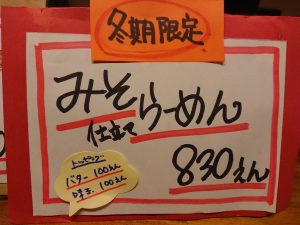 冬期限定
みそ
仕立て
らーめん
830えん
トッピング
バター 100えん
味玉 100えん